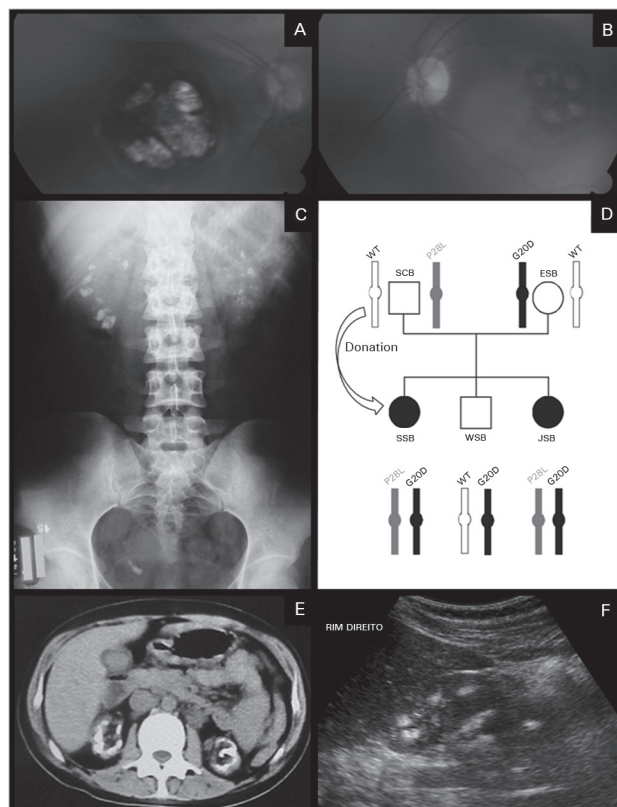 A
B
C
D
WT
P28L
G20D
WT
SCB
ESB
Donation
SSB
WSB
JSB
P28L
G20D
WT
G20D
P28L
G20D
E
F
RIM DIREITO